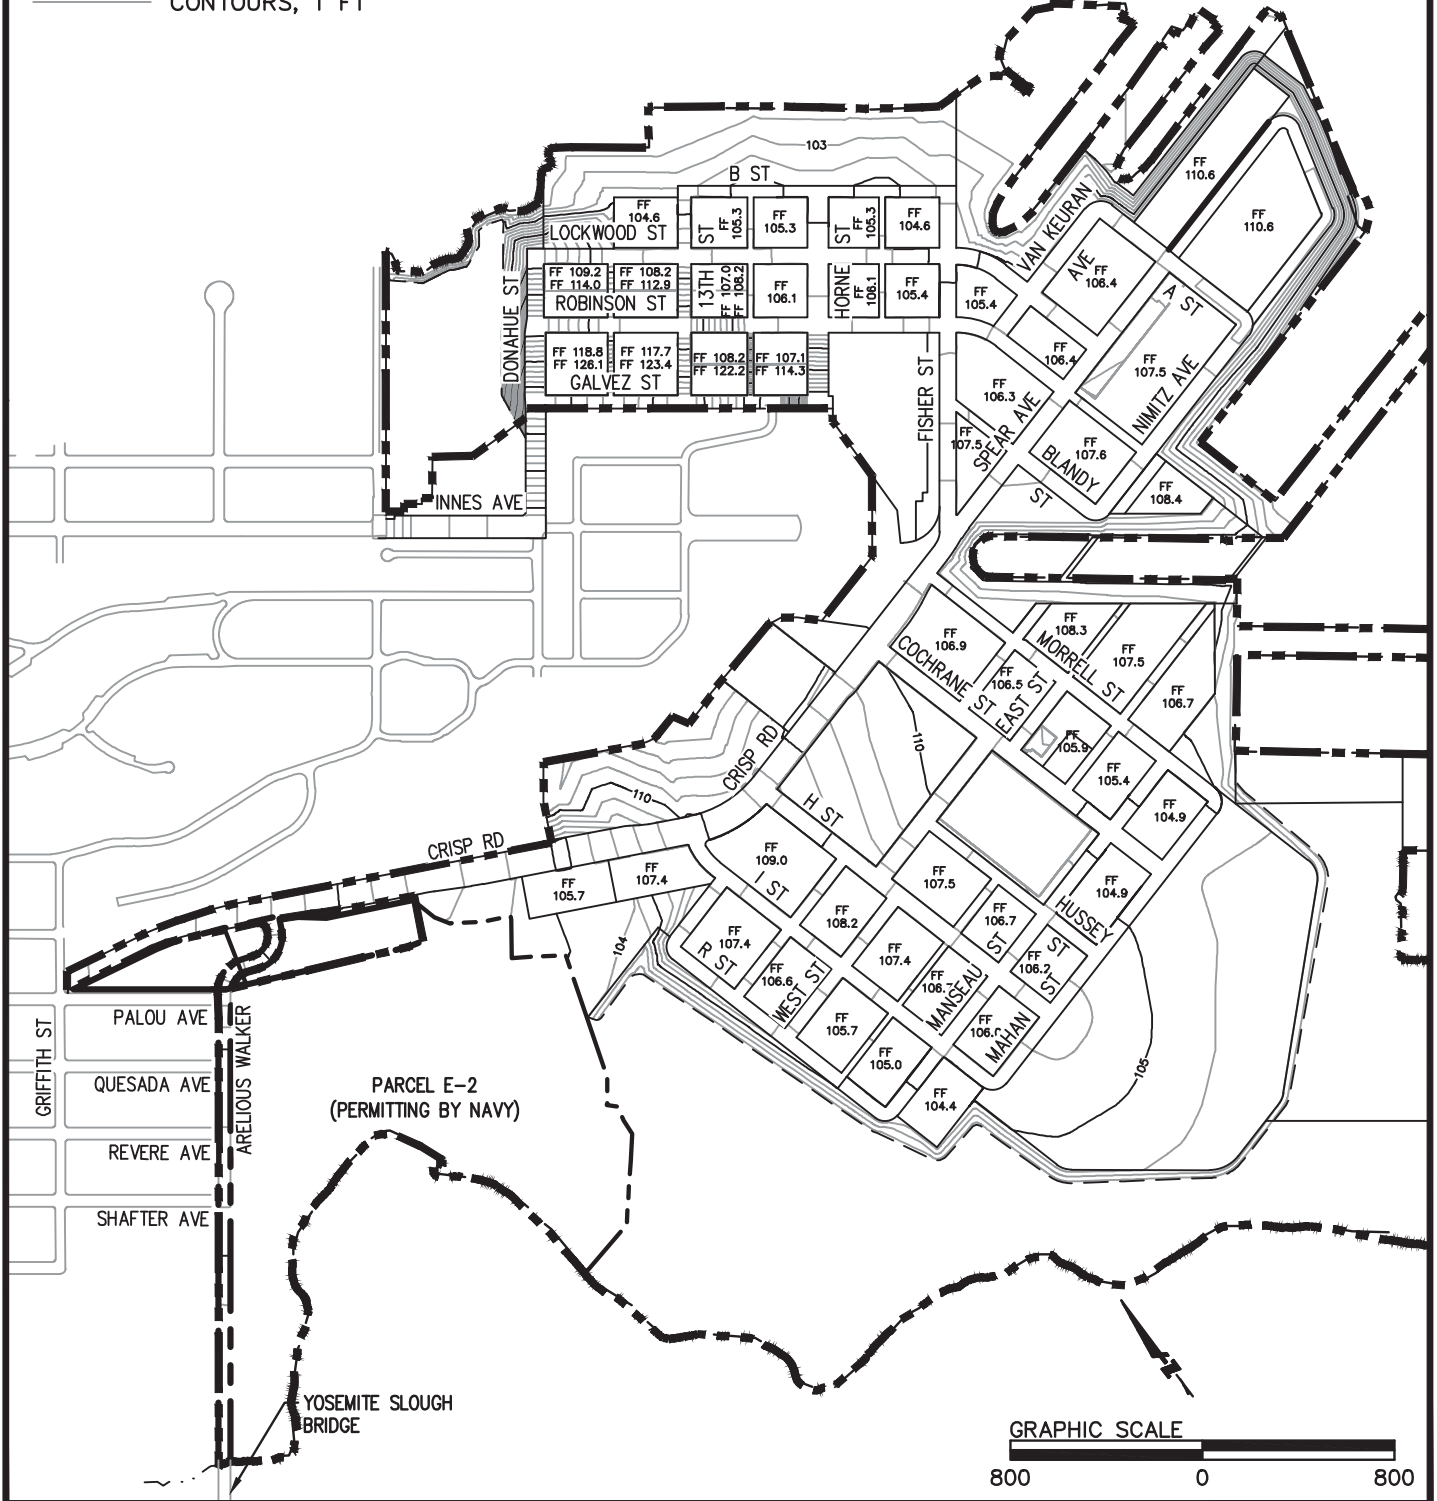 CONTOURS, 1 FT
103
B ST
FF
104.6
ST
FF
105.3
FF
105.3
ST
FF
105.3
FF
104.6
LOCKWOOD ST
DONAHUE ST
FF 109.2
FF 114.0
FF 108.2
FF 112.9
ROBINSON ST
13TH
FF 107.0
FF 108.2
FF
106.1
HORNE
FF
106.1
FF
105.4
FF 118.8
FF 126.1
FF 117.7
FF 123.4
GALVEZ ST
FF 108.2
FF 122.2
FF 107.1
FF 114.3
FISHER ST
VAN KEURAN
AVE
FF
110.6
FF
110.6
FF
106.4
FF
105.4
A ST
FF
106.4
FF
107.5
NIMITZ AVE
FF
106.3
SPEAR AVE
FF
107.5
FF
107.6
BLANDY
ST
FF
108.4
INNES AVE
FF
106.9
COCHRANE ST
FF
108.3
MORRELL ST
FF
107.5
FF
106.5
EAST ST
FF
106.7
FF
105.9
FF
105.4
FF
104.9
110
110
CRISP RD
CRISP RD
H ST
FF
109.0
I ST
FF
105.7
FF
107.4
FF
107.5
FF
104.9
HUSSEY
ST
FF
108.2
FF
106.7
ST
FF
107.4
R ST
FF
107.4
FF
106.2
ST
104
FF
106.6
WEST ST
FF
106.
MANSEAU
FF
105.7
FF
106.
MAHAN
FF
105.0
FF
104.4
105
GRIFFITH ST
PALOU AVE
ARELIOUS WALKER
QUESADA AVE
REVERE AVE
SHAFTER AVE
PARCEL E-2
(PERMITTING BY NAVY)
YOSEMITE SLOUGH
BRIDGE
N
GRAPHIC SCALE
800 0 800